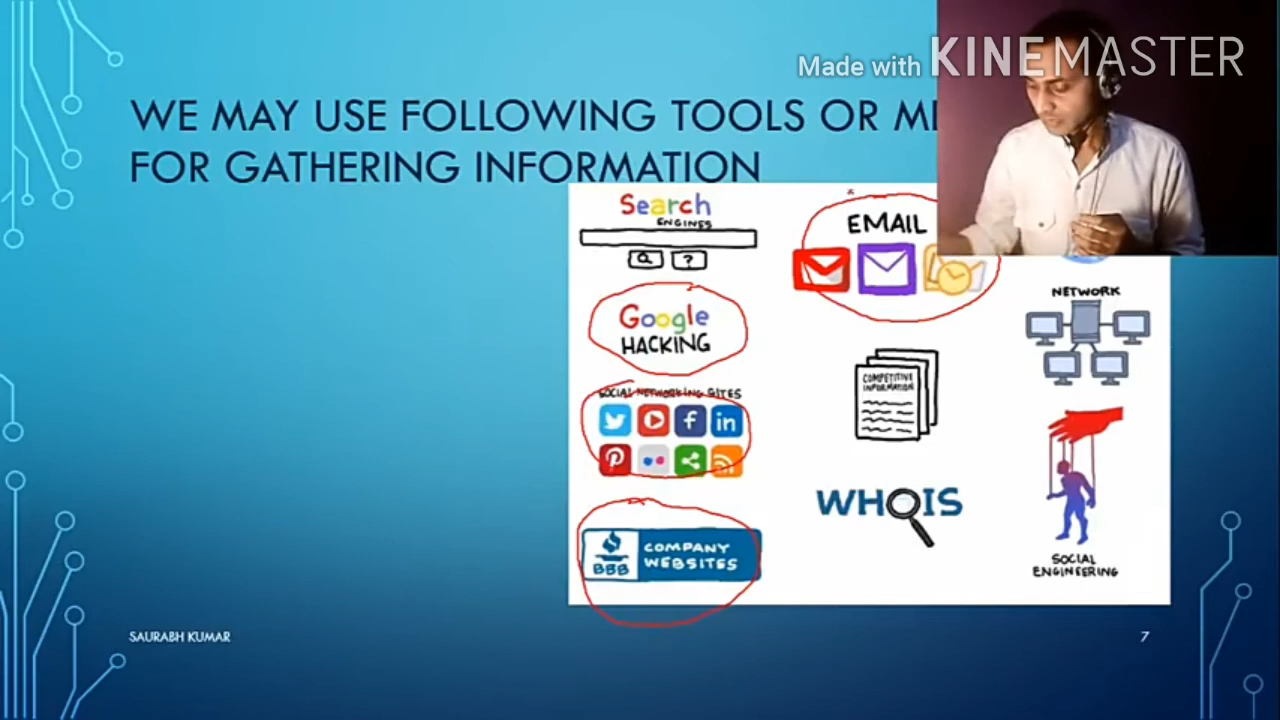 Made with KINEMASTER
WE MAY USE FOLLOWING TOOLS OR
FOR GATHERING INFORMATION
Search
ENGINES
?
Google
HACKING
SOCIAL NETWORKING SITES
in
BBB
COMPANY
WEBSITES
EMAIL
COMPETITIVE
INFORMATION
WHOIS
NETWORK
SOCIAL
ENGINEERING
SAURABH KUMAR
7